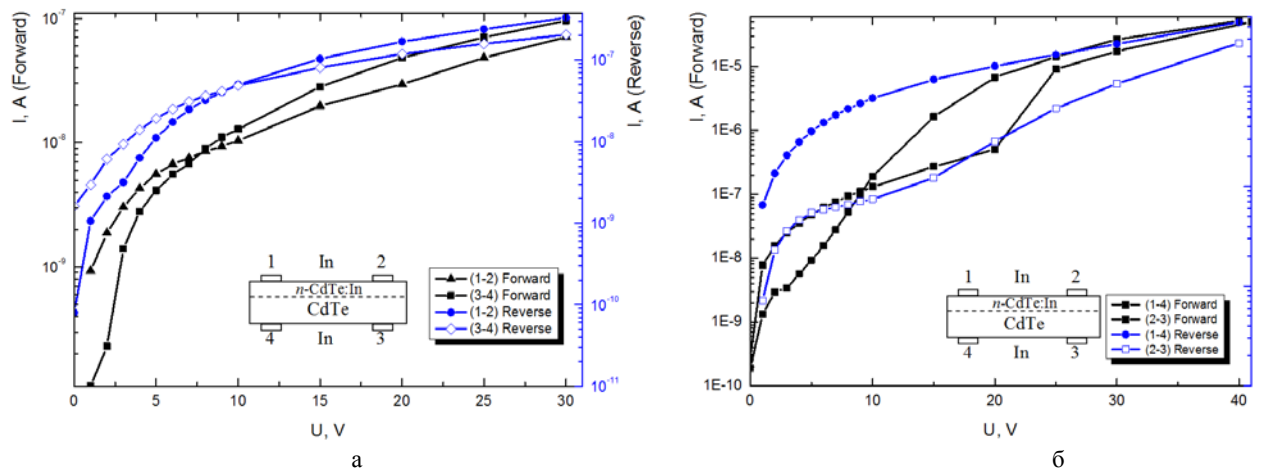 I, A (Forward)
10⁻⁷
10⁻⁸
10⁻⁹
0 5 10 15 20 25 30
U, V
I, A (Reverse)
10⁻⁷
10⁻⁸
10⁻⁹
10⁻¹⁰
10⁻¹¹
1 In 2
n-CdTe:In
CdTe
4 In 3
(1-2) Forward
(3-4) Forward
(1-2) Reverse
(3-4) Reverse
а
I, A (Forward)
1E-5
1E-6
1E-7
1E-8
1E-9
1E-10
0 10 20 30 40
U, V
1 In 2
n-CdTe:In
CdTe
4 In 3
(1-4) Forward
(2-3) Forward
(1-4) Reverse
(2-3) Reverse
б